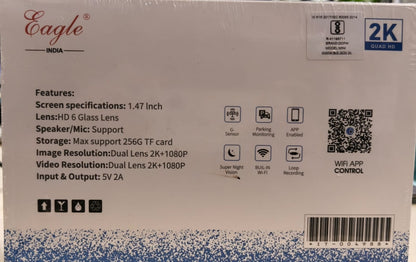 Eagle®
INDIA
2K
QUAD HD
Features:
Screen specifications: 1.47 lnch
Lens:HD 6 Glass Lens
Speaker/Mic: Support
Storage: Max support 256G TF card
Image Resolution:Dual Lens 2K+1080P
Video Resolution:Dual Lens 2K+1080P
Input & Output: 5V 2A
G-
Sensor
Parking
Monitoring
APP
Enabled
Super Night
Vision
Built-IN
Wi-Fi
Loop
Recording
WiFi APP
CONTROL
*IT-004988*